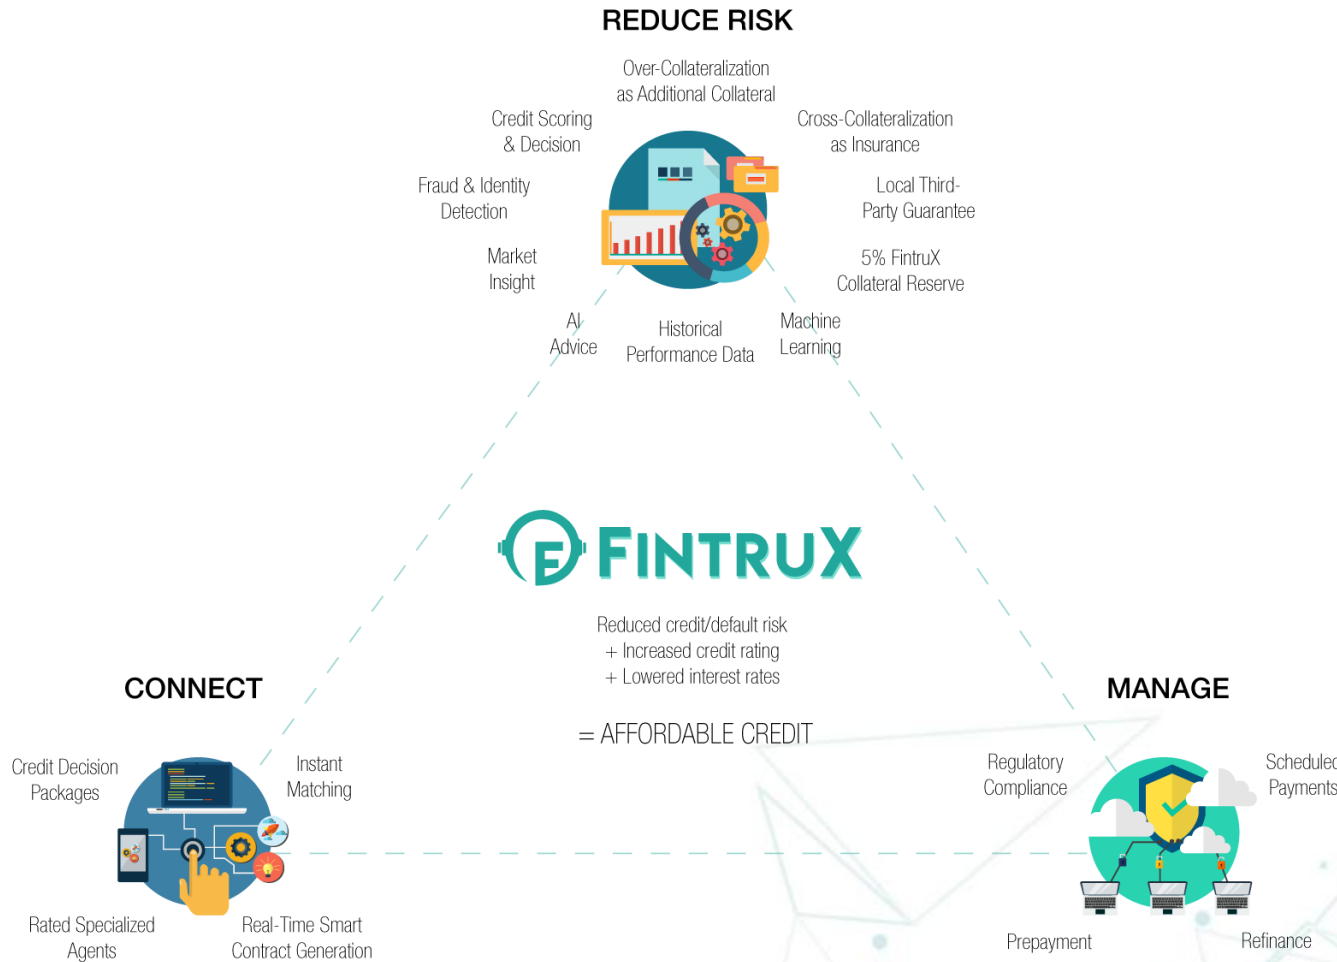 REDUCE RISK
Over-Collateralization
as Additional Collateral
Credit Scoring
& Decision
Cross-Collateralization
as Insurance
Fraud & Identity
Detection
Local Third-
Party Guarantee
Market
Insight
5% FintruX
Collateral Reserve
AI
Advice
Historical
Performance Data
Machine
Learning
FINTRUX
Reduced credit/default risk
+ Increased credit rating
+ Lowered interest rates
= AFFORDABLE CREDIT
CONNECT
Credit Decision
Packages
Instant
Matching
Rated Specialized
Agents
Real-Time Smart
Contract Generation
MANAGE
Regulatory
Compliance
Scheduled
Payments
Prepayment
Refinance